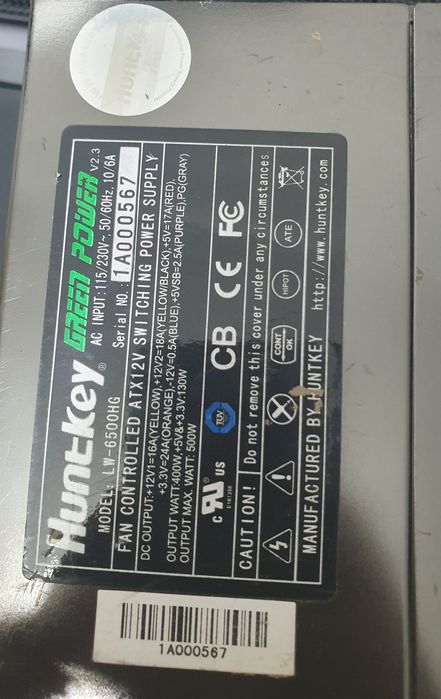 Huntkey
Huntkey® GREEN POWER V2.3
AC INPUT:115/230V~, 50/60Hz, 10/6A
MODEL: LW-6500HG Serial NO.: 1A000567
FAN CONTROLLED ATX12V SWITCHING POWER SUPPLY
DC OUTPUT:+12V1=16A(YELLOW),+12V2=18A(YELLOW/BLACK),+5V=17A(RED),
+3.3V=24A(ORANGE),-12V=0.5A(BLUE),+5VSB=2.5A(PURPLE),PG(GRAY)
OUTPUT WATT:400W,+5V&+3.3V:130W
OUTPUT MAX. WATT: 500W
c RU US TUV CB CE FC
E161356
CAUTION! Do not remove this cover under any circumstances
CONT OK HIPOT ATE
MANUFACTURED BY HUNTKEY http://www.huntkey.com
1A000567